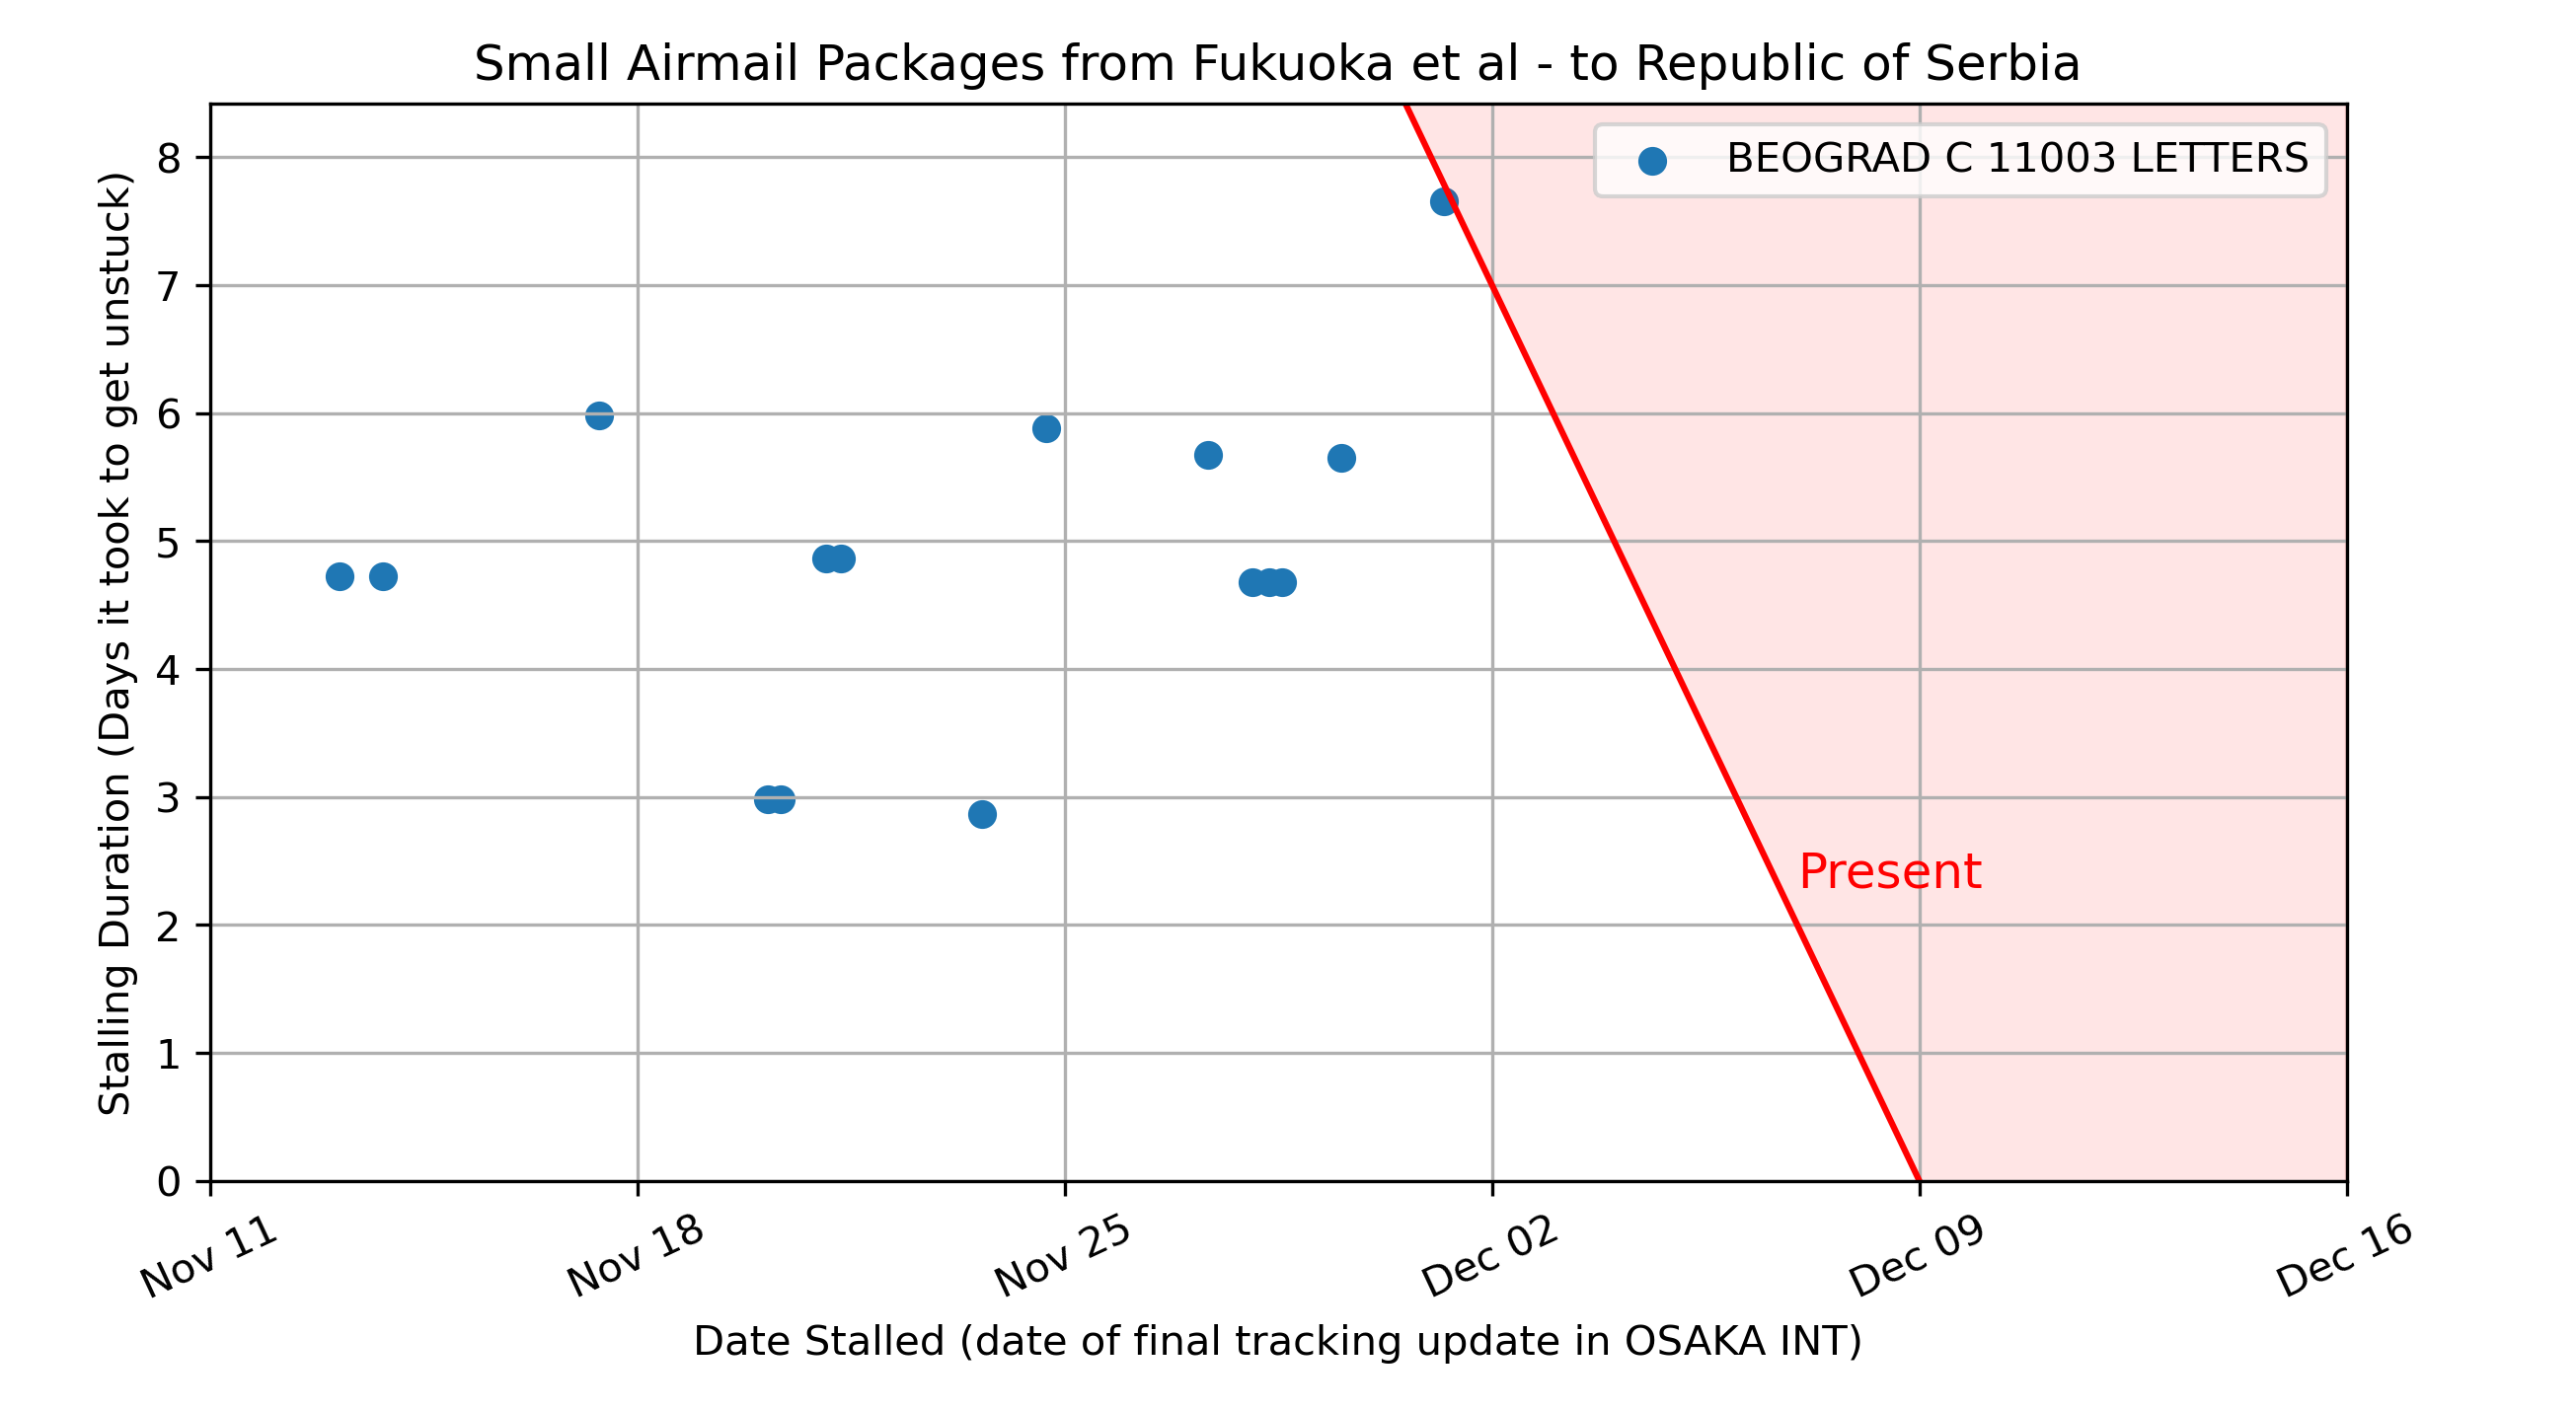 Small Airmail Packages from Fukuoka et al - to Republic of Serbia
BEOGRAD C 11003 LETTERS
Stalling Duration (Days it took to get unstuck)
8
7
6
5
4
3
2
1
0
Present
Nov 11
Nov 18
Nov 25
Dec 02
Dec 09
Dec 16
Date Stalled (date of final tracking update in OSAKA INT)